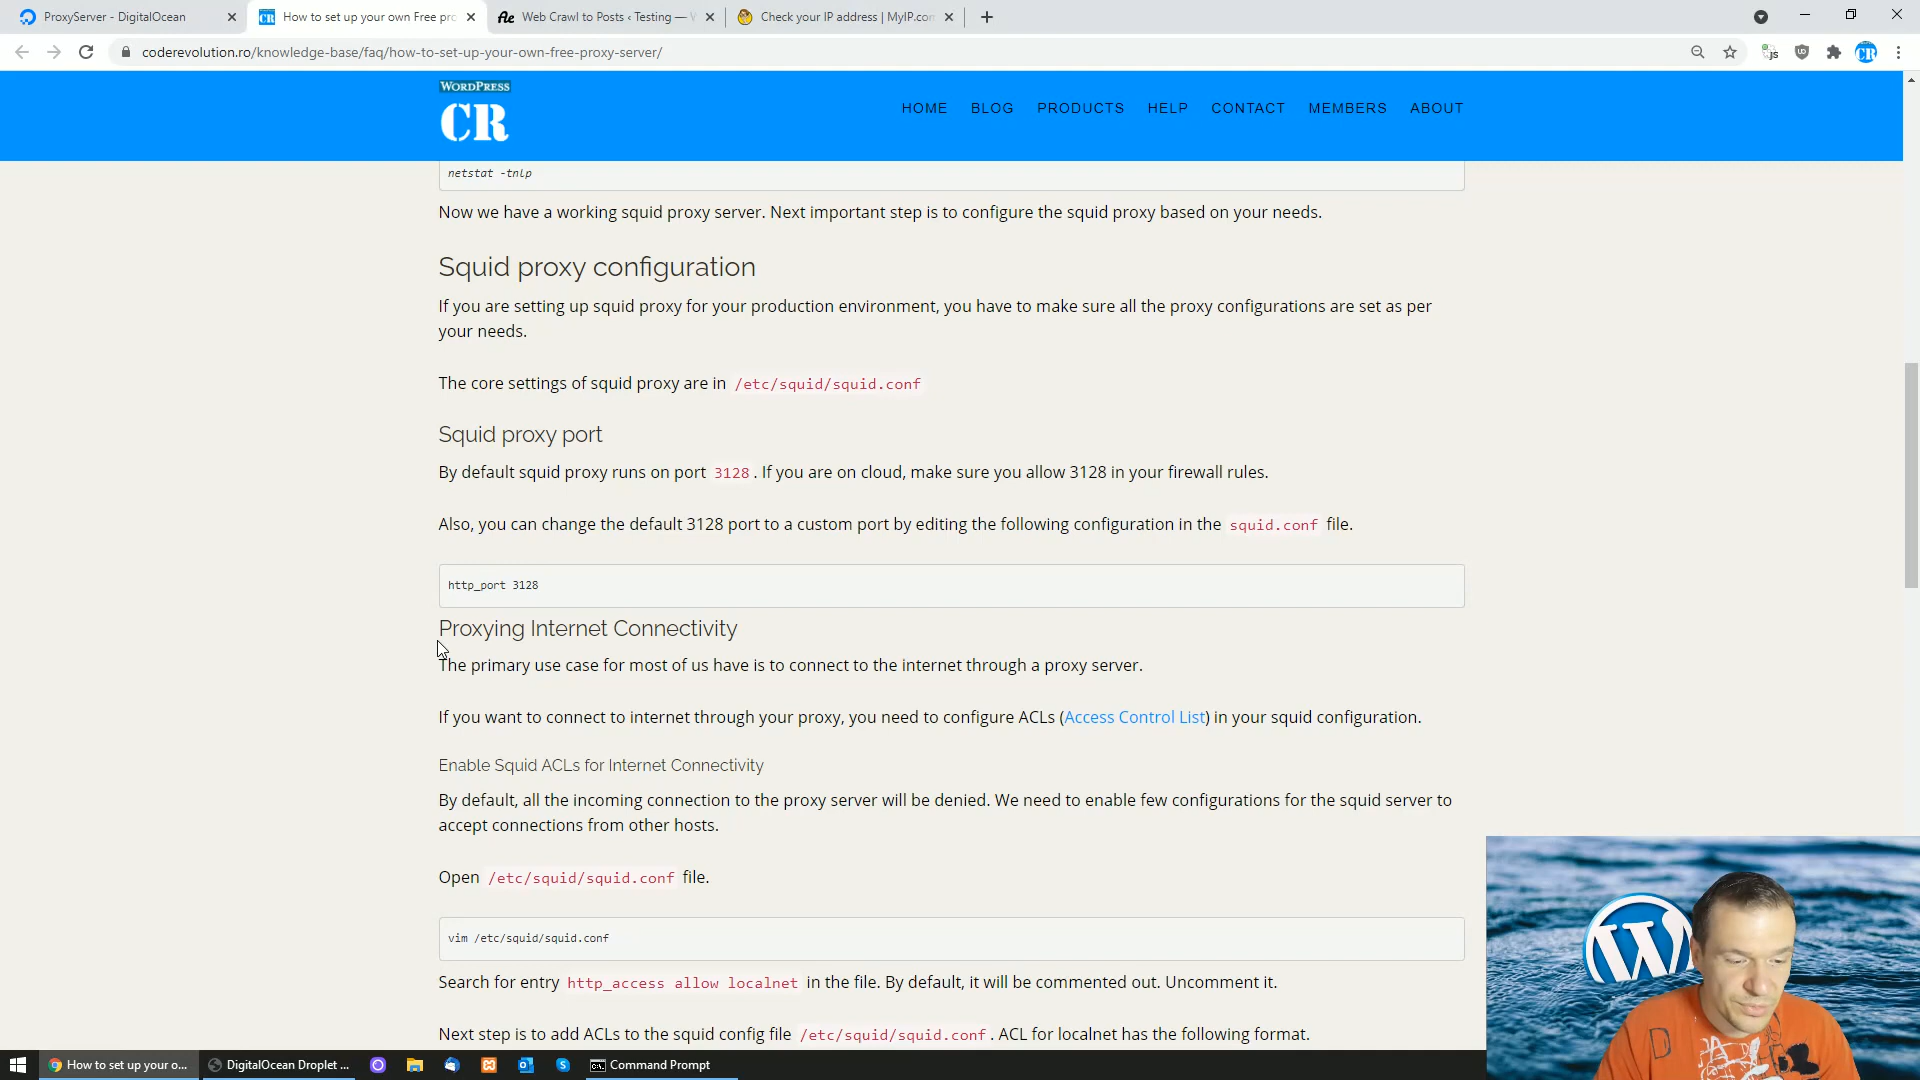 ProxyServer - DigitalOcean
How to set up your own Free pro
Web Crawl to Posts ‹ Testing —
Check your IP address | MyIP.com
coderevolution.ro/knowledge-base/faq/how-to-set-up-your-own-free-proxy-server/
WORDPRESS
CR
HOME BLOG PRODUCTS HELP CONTACT MEMBERS ABOUT
netstat -tnlp
Now we have a working squid proxy server. Next important step is to configure the squid proxy based on your needs.
Squid proxy configuration
If you are setting up squid proxy for your production environment, you have to make sure all the proxy configurations are set as per
your needs.
The core settings of squid proxy are in /etc/squid/squid.conf
Squid proxy port
By default squid proxy runs on port 3128. If you are on cloud, make sure you allow 3128 in your firewall rules.
Also, you can change the default 3128 port to a custom port by editing the following configuration in the squid.conf file.
http_port 3128
Proxying Internet Connectivity
The primary use case for most of us have is to connect to the internet through a proxy server.
If you want to connect to internet through your proxy, you need to configure ACLs (Access Control List) in your squid configuration.
Enable Squid ACLs for Internet Connectivity
By default, all the incoming connection to the proxy server will be denied. We need to enable few configurations for the squid server to
accept connections from other hosts.
Open /etc/squid/squid.conf file.
vim /etc/squid/squid.conf
Search for entry http_access allow localnet in the file. By default, it will be commented out. Uncomment it.
Next step is to add ACLs to the squid config file /etc/squid/squid.conf. ACL for localnet has the following format.
How to set up your o...
DigitalOcean Droplet ...
Command Prompt